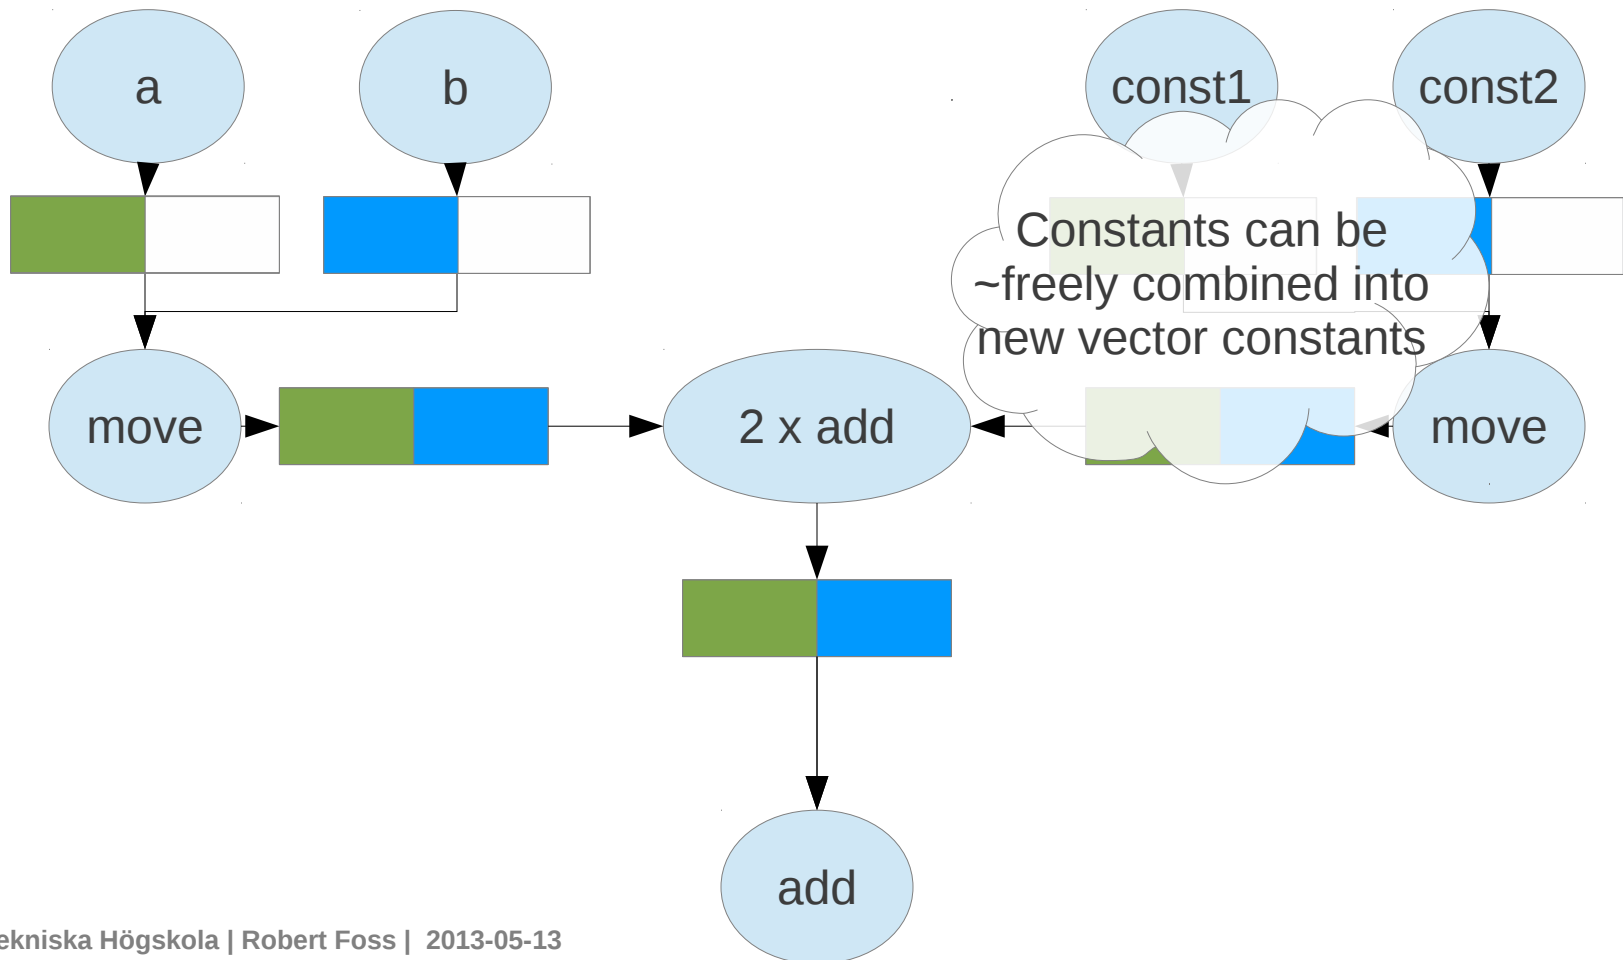 a
b
const1
const2
Constants can be
~freely combined into
new vector constants
move
2 x add
move
add
Högskola | Robert Foss | 2013-05-13